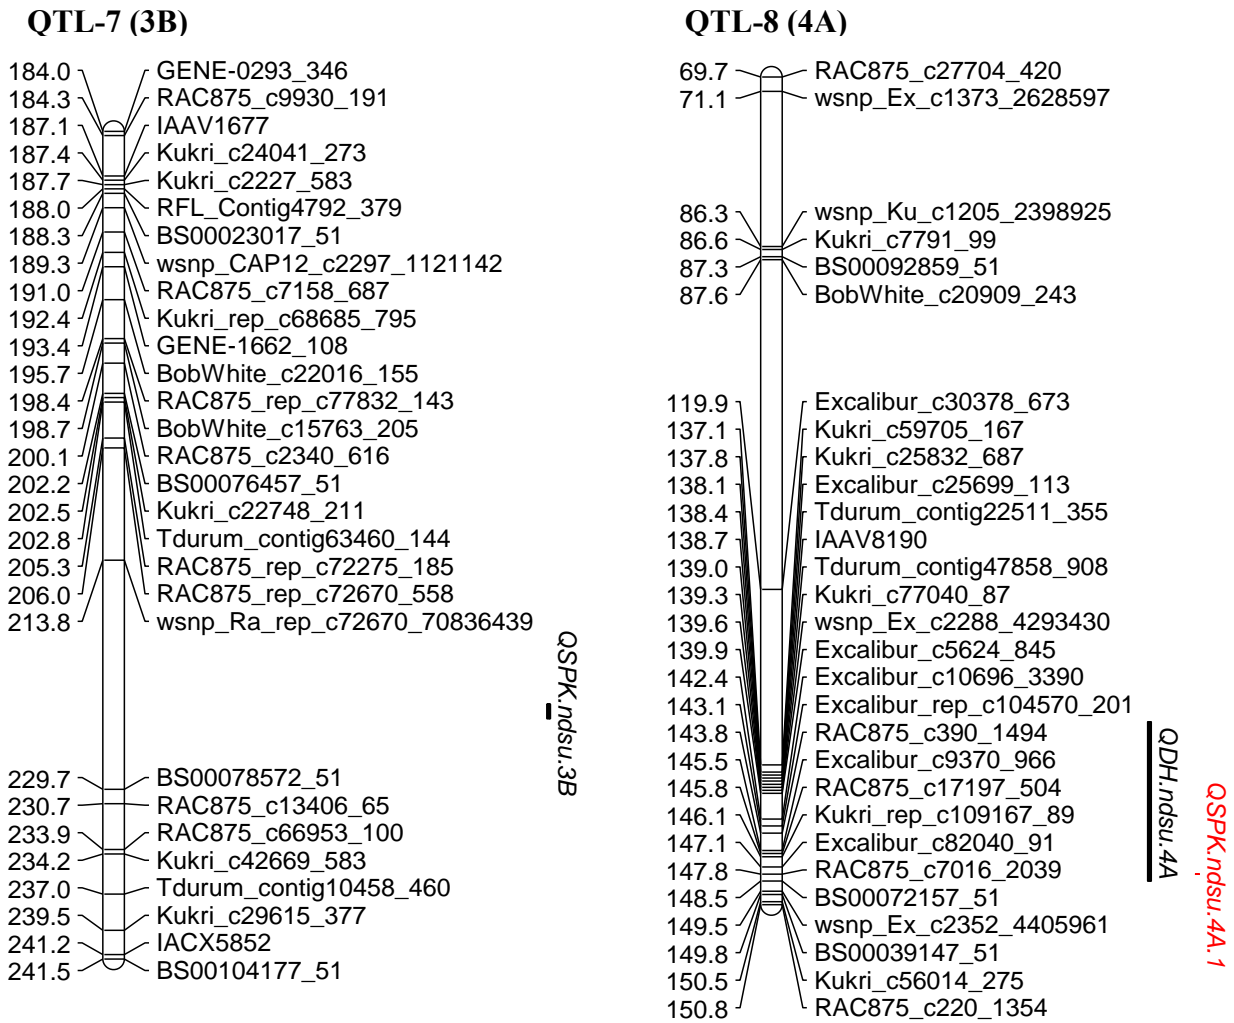 QTL-7 (3B)
184.0 GENE-0293_346
184.3 RAC875_c9930_191
187.1 IAAV1677
187.4 Kukri_c24041_273
187.7 Kukri_c2227_583
188.0 RFL_Contig4792_379
188.3 BS00023017_51
189.3 wsnp_CAP12_c2297_1121142
191.0 RAC875_c7158_687
192.4 Kukri_rep_c68685_795
193.4 GENE-1662_108
195.7 BobWhite_c22016_155
198.4 RAC875_rep_c77832_143
198.7 BobWhite_c15763_205
200.1 RAC875_c2340_616
202.2 BS00076457_51
202.5 Kukri_c22748_211
202.8 Tdurum_contig63460_144
205.3 RAC875_rep_c72275_185
206.0 RAC875_rep_c72670_558
213.8 wsnp_Ra_rep_c72670_70836439
229.7 BS00078572_51
230.7 RAC875_c13406_65
233.9 RAC875_c66953_100
234.2 Kukri_c42669_583
237.0 Tdurum_contig10458_460
239.5 Kukri_c29615_377
241.2 IACX5852
241.5 BS00104177_51
QSPK.ndsu.3B
QTL-8 (4A)
69.7 RAC875_c27704_420
71.1 wsnp_Ex_c1373_2628597
86.3 wsnp_Ku_c1205_2398925
86.6 Kukri_c7791_99
87.3 BS00092859_51
87.6 BobWhite_c20909_243
119.9 Excalibur_c30378_673
137.1 Kukri_c59705_167
137.8 Kukri_c25832_687
138.1 Excalibur_c25699_113
138.4 Tdurum_contig22511_355
138.7 IAAV8190
139.0 Tdurum_contig47858_908
139.3 Kukri_c77040_87
139.6 wsnp_Ex_c2288_4293430
139.9 Excalibur_c5624_845
142.4 Excalibur_c10696_3390
143.1 Excalibur_rep_c104570_201
143.8 RAC875_c390_1494
145.5 Excalibur_c9370_966
145.8 RAC875_c17197_504
146.1 Kukri_rep_c109167_89
147.1 Excalibur_c82040_91
147.8 RAC875_c7016_2039
148.5 BS00072157_51
149.5 wsnp_Ex_c2352_4405961
149.8 BS00039147_51
150.5 Kukri_c56014_275
150.8 RAC875_c220_1354
QDH.ndsu.4A
QSPK.ndsu.4A.1